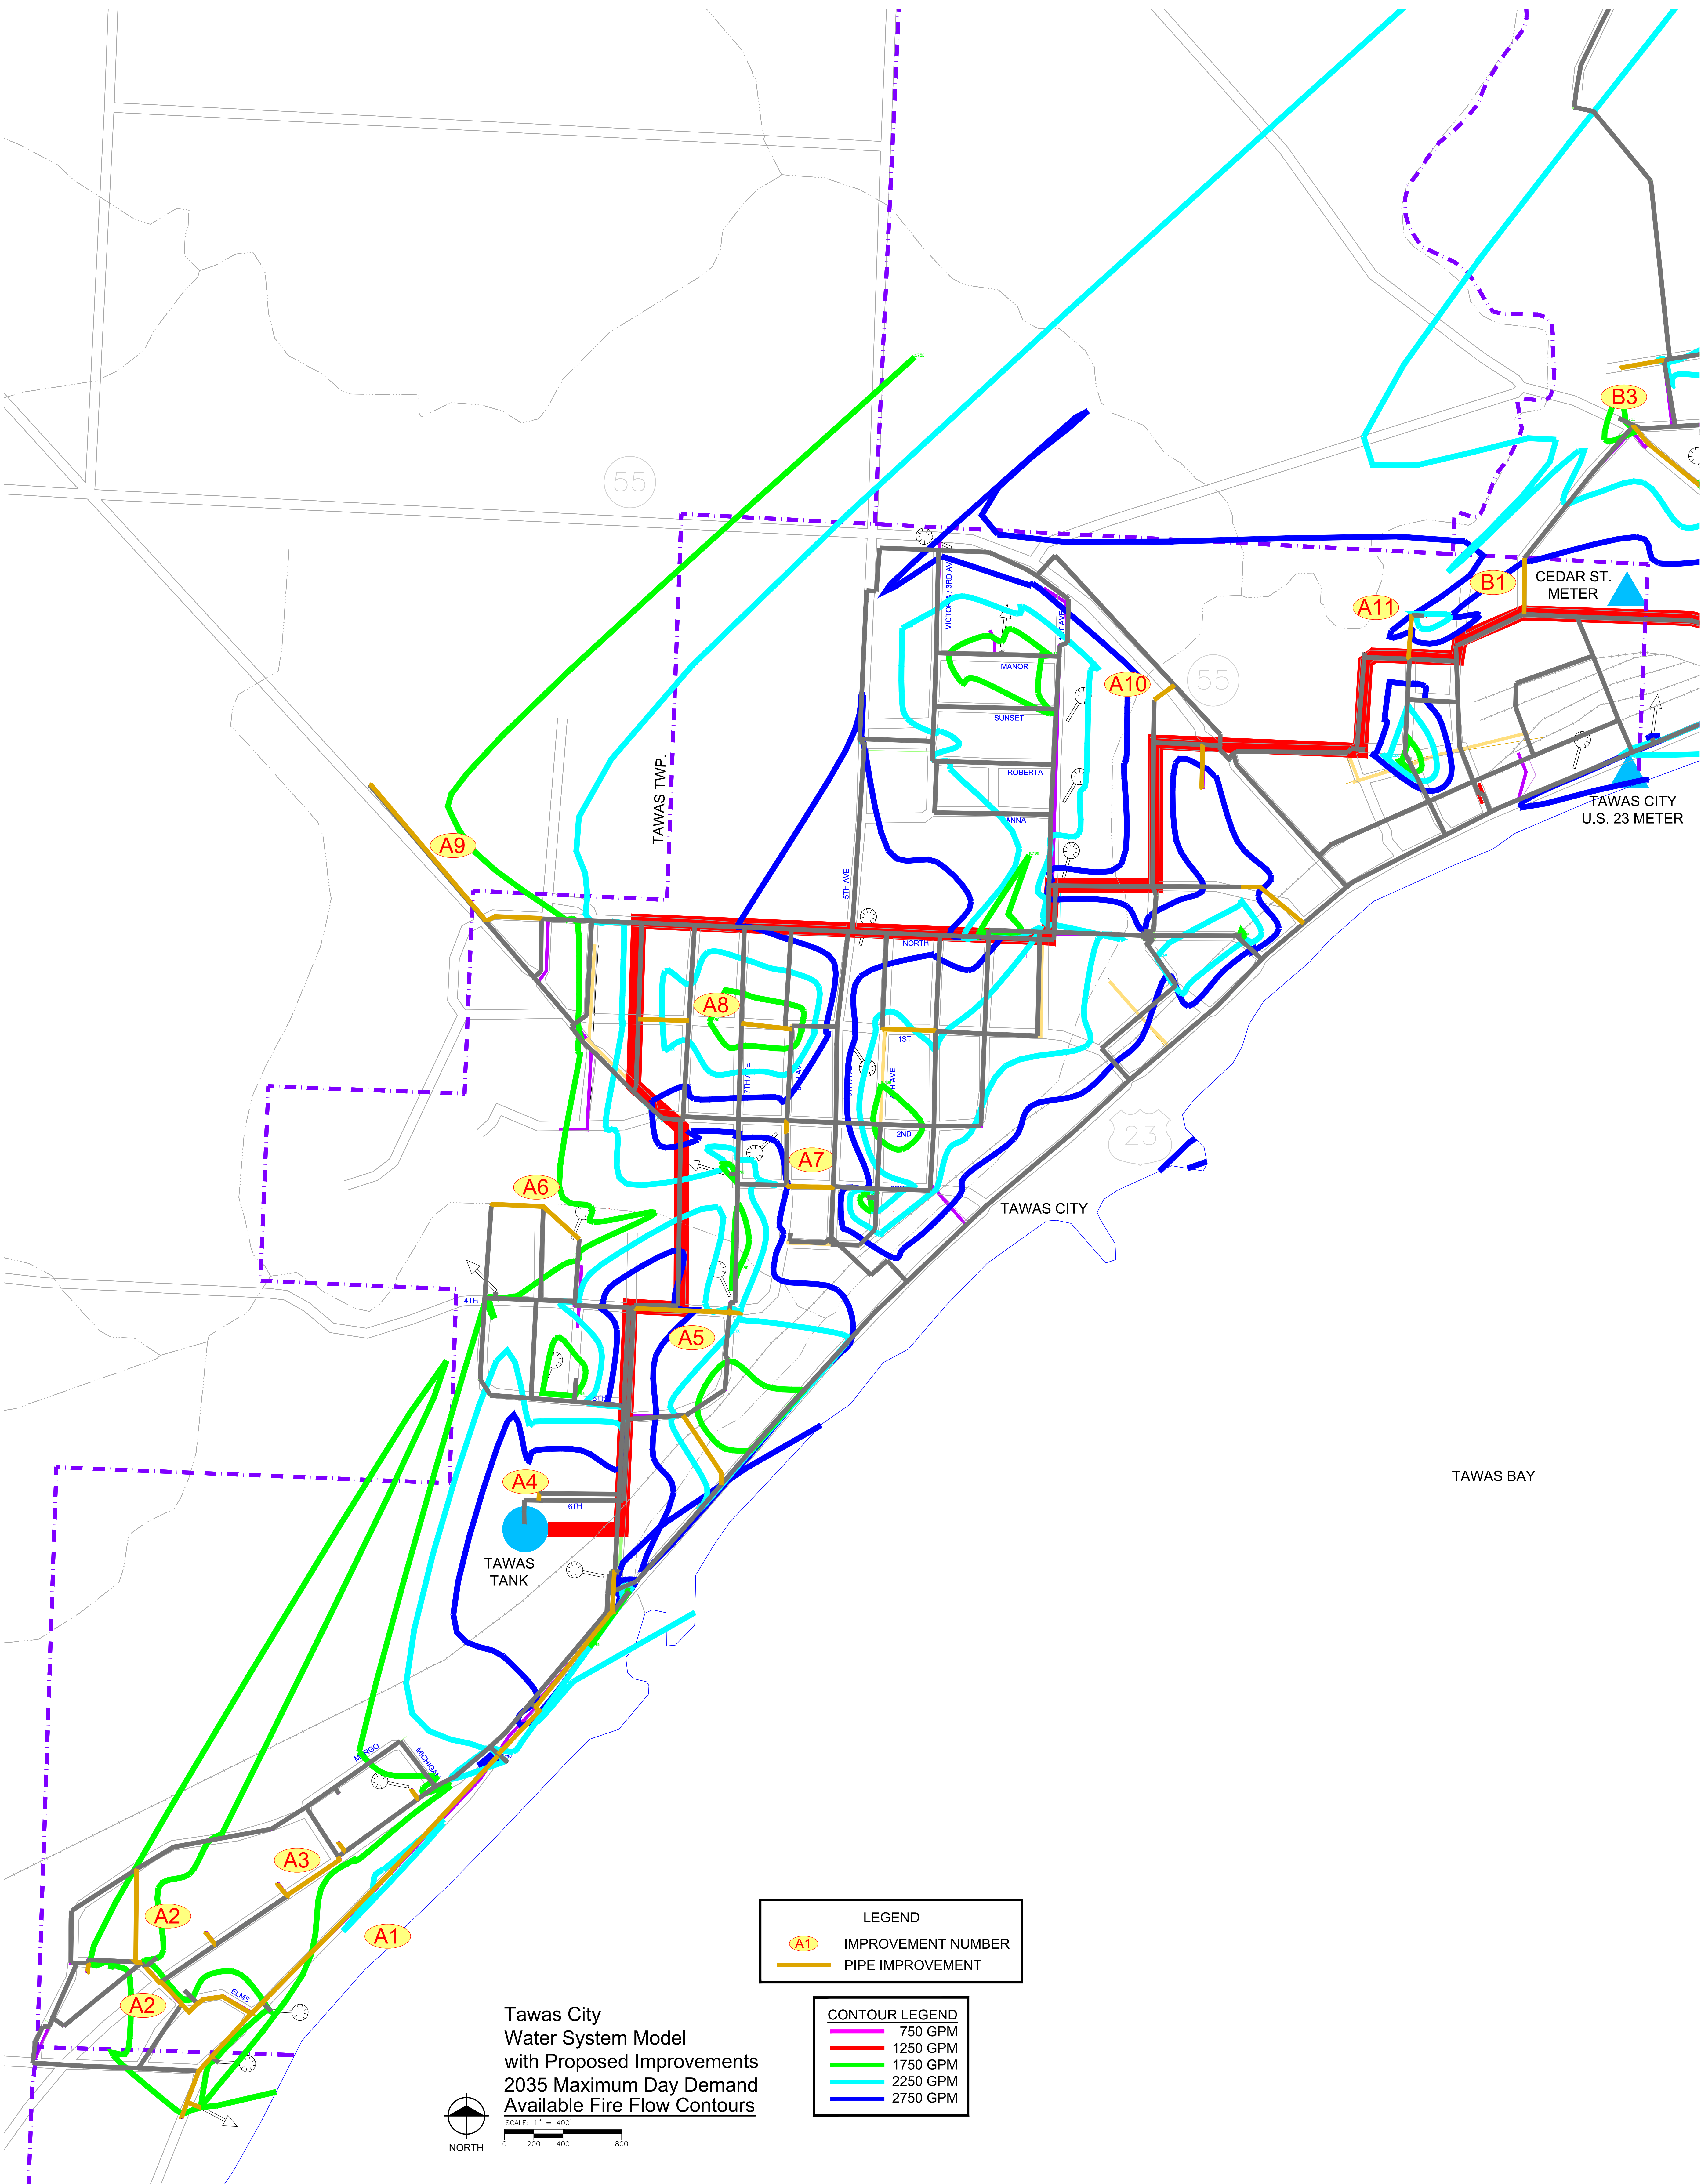 55
B3
B1
CEDAR ST.
METER
A11
VICTORIA / 3RD AVE
MANOR
A10
55
SUNSET
ROBERTA
ANNA
TAWAS TWP.
TAWAS CITY
U.S. 23 METER
A9
5TH AVE
NORTH
A8
1ST
7TH AVE
23
2ND
A7
A6
TAWAS CITY
4TH
A5
TAWAS BAY
A4
6TH
TAWAS
TANK
MICHIGAN
A3
A2
A1
A2
ELMS
LEGEND
A1 IMPROVEMENT NUMBER
PIPE IMPROVEMENT
Tawas City
Water System Model
with Proposed Improvements
2035 Maximum Day Demand
Available Fire Flow Contours
SCALE: 1" = 400'
0 200 400 800
NORTH
CONTOUR LEGEND
750 GPM
1250 GPM
1750 GPM
2250 GPM
2750 GPM